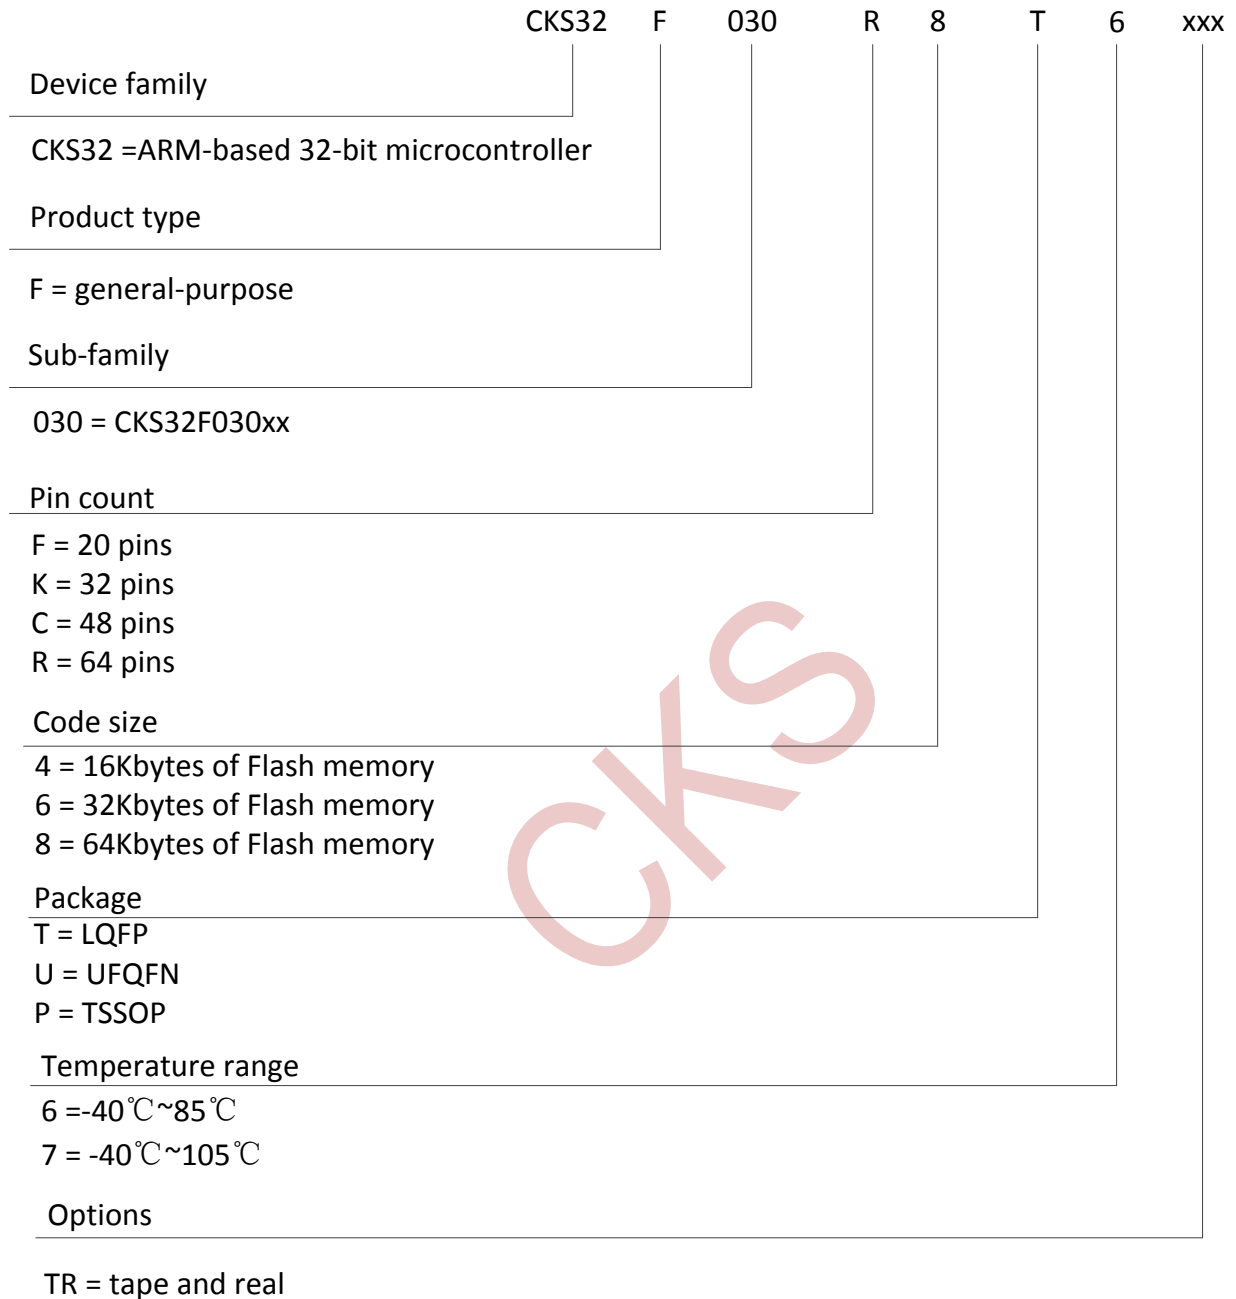 CKS32 F 030 R 8 T 6 xxx
Device family
CKS32 =ARM-based 32-bit microcontroller
Product type
F = general-purpose
Sub-family
030 = CKS32F030xx
Pin count
F = 20 pins
K = 32 pins
C = 48 pins
R = 64 pins
Code size
4 = 16Kbytes of Flash memory
6 = 32Kbytes of Flash memory
8 = 64Kbytes of Flash memory
Package
T = LQFP
U = UFQFN
P = TSSOP
Temperature range
6 =-40℃~85℃
7 = -40℃~105℃
Options
TR = tape and real
CKS